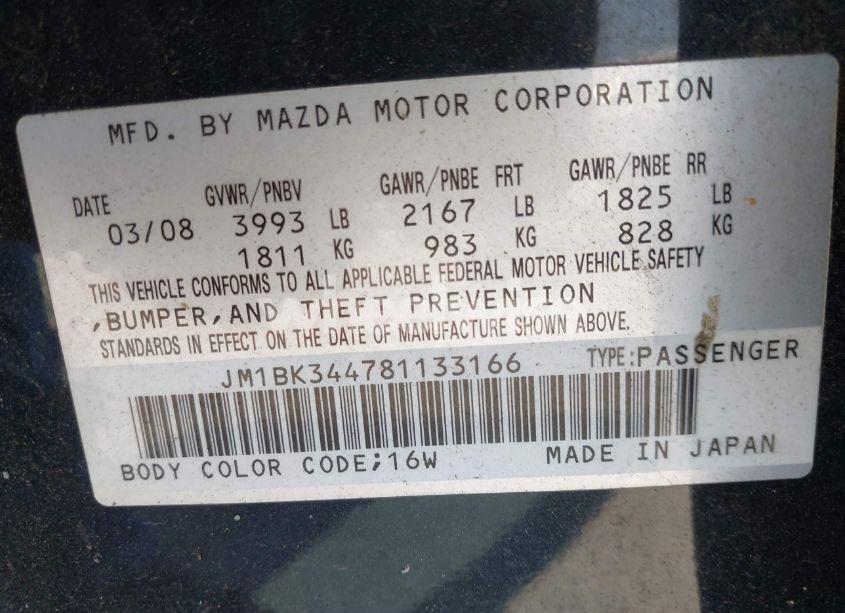 MFD. BY MAZDA MOTOR CORPORATION
DATE GVWR/PNBV GAWR/PNBE FRT GAWR/PNBE RR
03/08 3993 LB 2167 LB 1825 LB
1811 KG 983 KG 828 KG
THIS VEHICLE CONFORMS TO ALL APPLICABLE FEDERAL MOTOR VEHICLE SAFETY
,BUMPER,AND THEFT PREVENTION
STANDARDS IN EFFECT ON THE DATE OF MANUFACTURE SHOWN ABOVE.
JM1BK344781133166 TYPE:PASSENGER
BODY COLOR CODE;16W MADE IN JAPAN